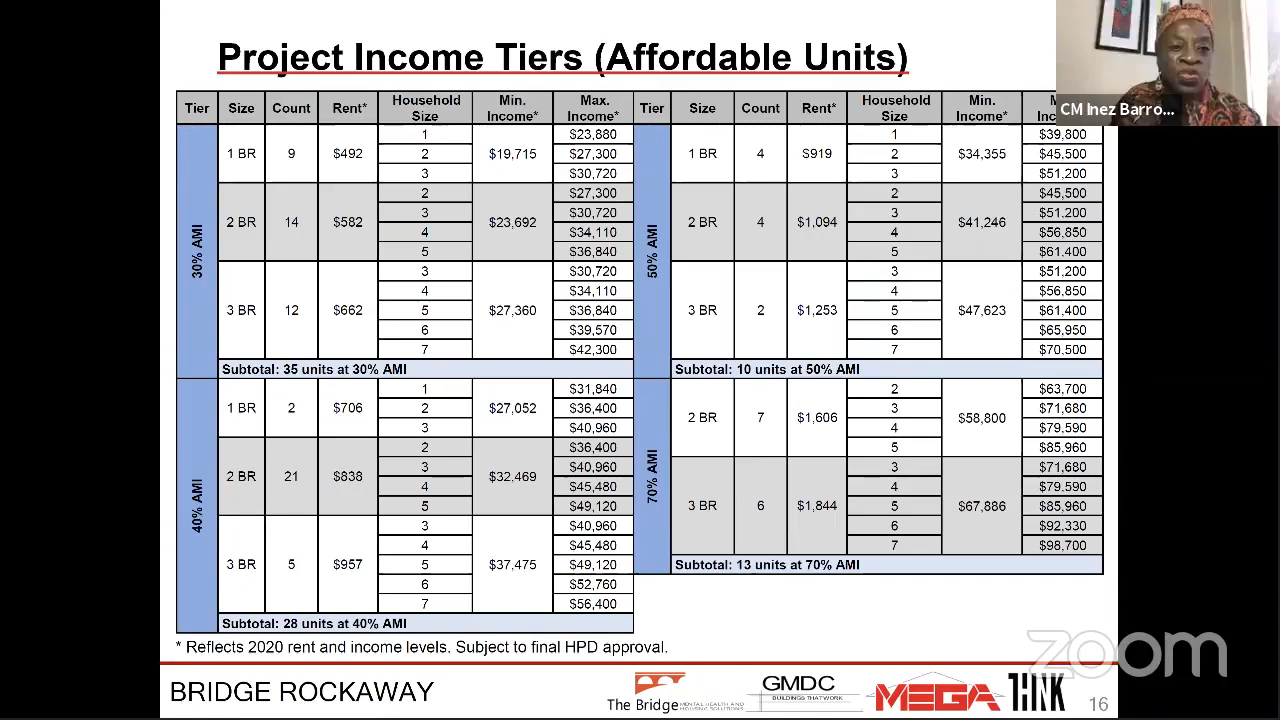 Project Income Tiers (Affordable Units)
CM Inez Barro...
Tier Size Count Rent* Household Size Min. Income* Max. Income*
30% AMI
1 BR 9 $492 1 $19,715 $23,880
2 $27,300
3 $30,720
2 BR 14 $582 2 $23,692 $27,300
3 $30,720
4 $34,110
5 $36,840
3 BR 12 $662 3 $27,360 $30,720
4 $34,110
5 $36,840
6 $39,570
7 $42,300
Subtotal: 35 units at 30% AMI
40% AMI
1 BR 2 $706 1 $27,052 $31,840
2 $36,400
3 $40,960
2 BR 21 $838 2 $32,469 $36,400
3 $40,960
4 $45,480
5 $49,120
3 BR 5 $957 3 $37,475 $40,960
4 $45,480
5 $49,120
6 $52,760
7 $56,400
Subtotal: 28 units at 40% AMI
Tier Size Count Rent* Household Size Min. Income*
50% AMI
1 BR 4 $919 1 $34,355 $39,800
2 $45,500
3 $51,200
2 BR 4 $1,094 2 $41,246 $45,500
3 $51,200
4 $56,850
5 $61,400
3 BR 2 $1,253 3 $47,623 $51,200
4 $56,850
5 $61,400
6 $65,950
7 $70,500
Subtotal: 10 units at 50% AMI
70% AMI
2 BR 7 $1,606 2 $58,800 $63,700
3 $71,680
4 $79,590
5 $85,960
3 BR 6 $1,844 3 $67,886 $71,680
4 $79,590
5 $85,960
6 $92,330
7 $98,700
Subtotal: 13 units at 70% AMI
* Reflects 2020 rent and income levels. Subject to final HPD approval.
zoom
BRIDGE ROCKAWAY
The Bridge MENTAL HEALTH AND HOUSING SOLUTIONS
GMDC
BUILDINGS THAT WORK
MEGA
TH!NK
16